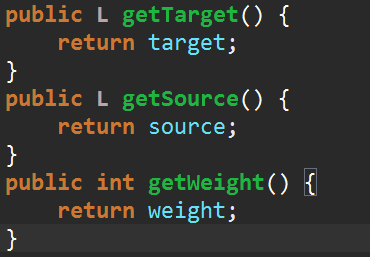 public L getTarget() {
    return target;
}
public L getSource() {
    return source;
}
public int getWeight() {
    return weight;
}